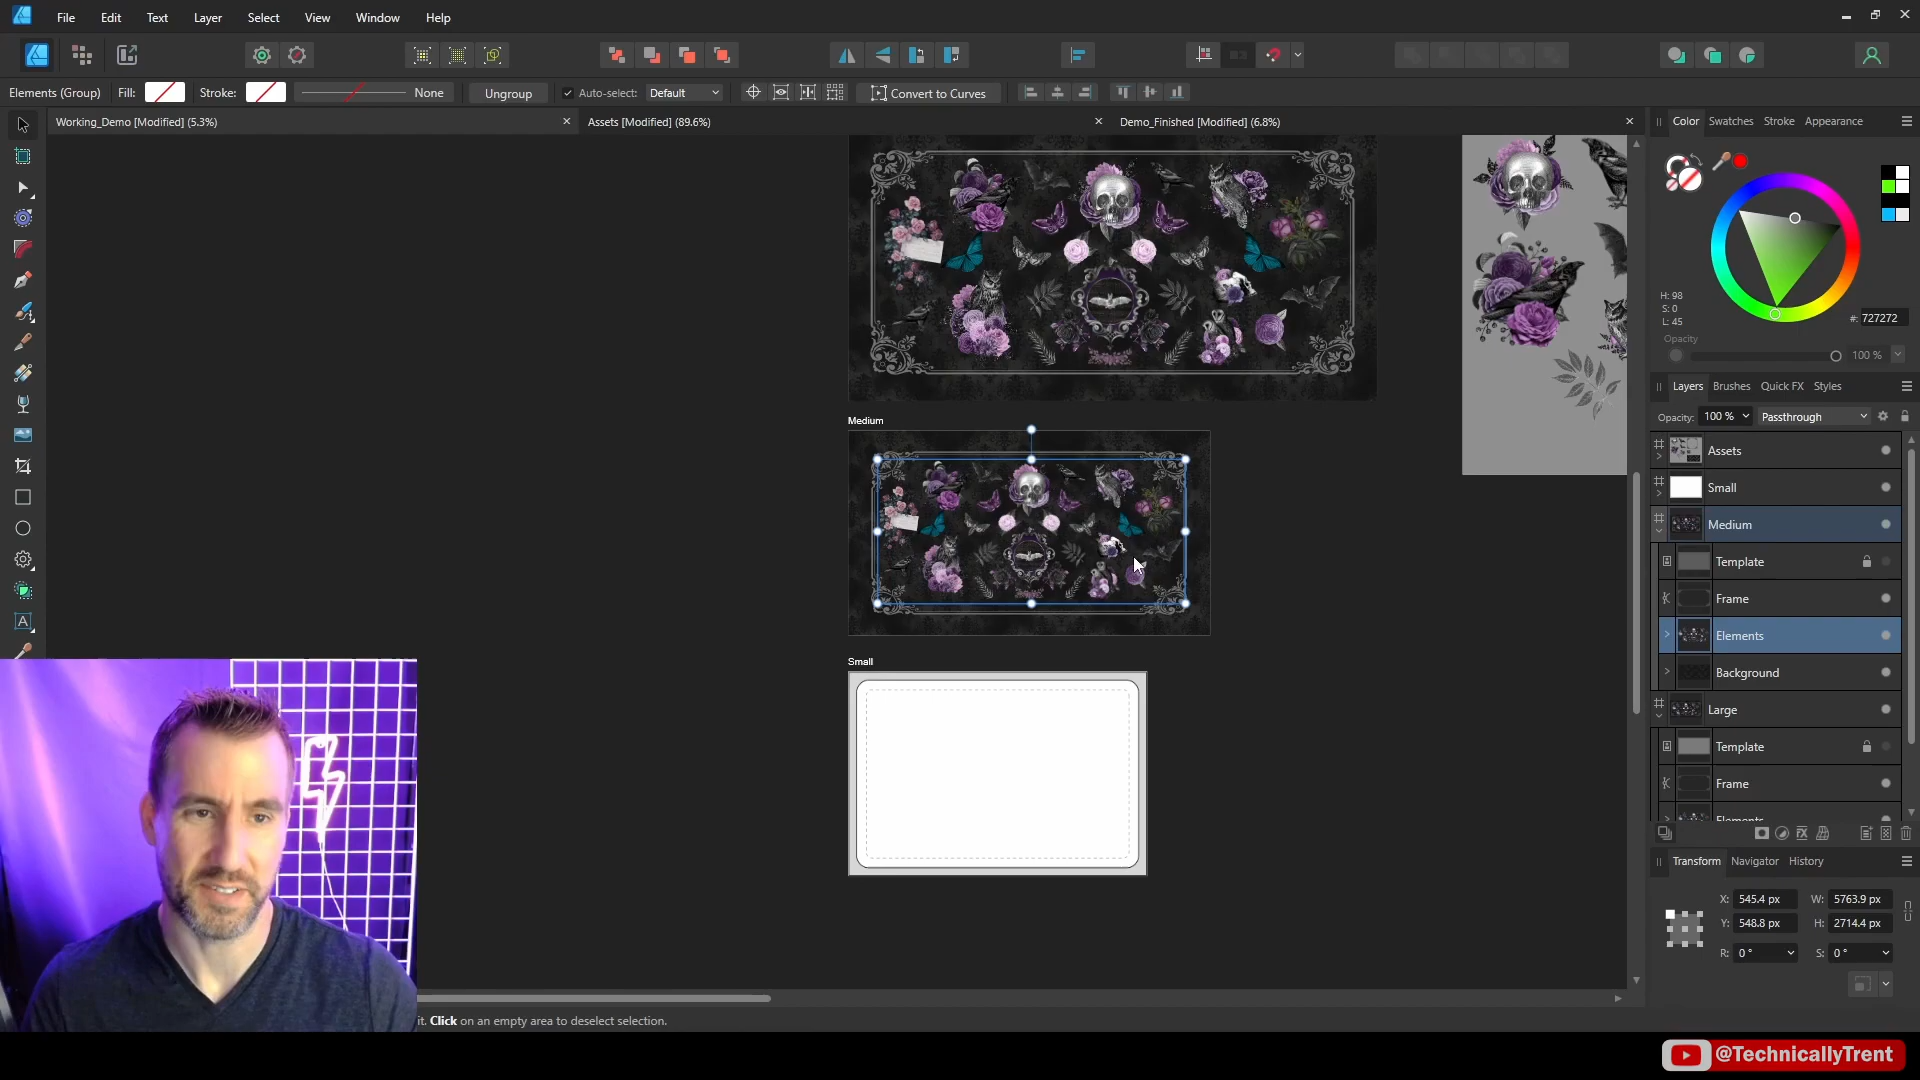 File Edit Text Layer Select View Window Help
Elements (Group) Fill: Stroke: None Ungroup Auto-select: Default Convert to Curves
Working_Demo [Modified] (5.3%)
Assets [Modified] (89.6%)
Demo_Finished [Modified] (6.8%)
Color Swatches Stroke Appearance
H: 98
S: 0
L: 45
#: 727272
Opacity
100 %
Layers Brushes Quick FX Styles
Opacity: 100 % Passthrough
Assets
Small
Medium
Template
Frame
Elements
Background
Large
Template
Frame
Elements
Medium
Small
Transform Navigator History
X: 545.4 px W: 5763.9 px
Y: 548.8 px H: 2714.4 px
R: 0 ° S: 0 °
it. Click on an empty area to deselect selection.
@TechnicallyTrent